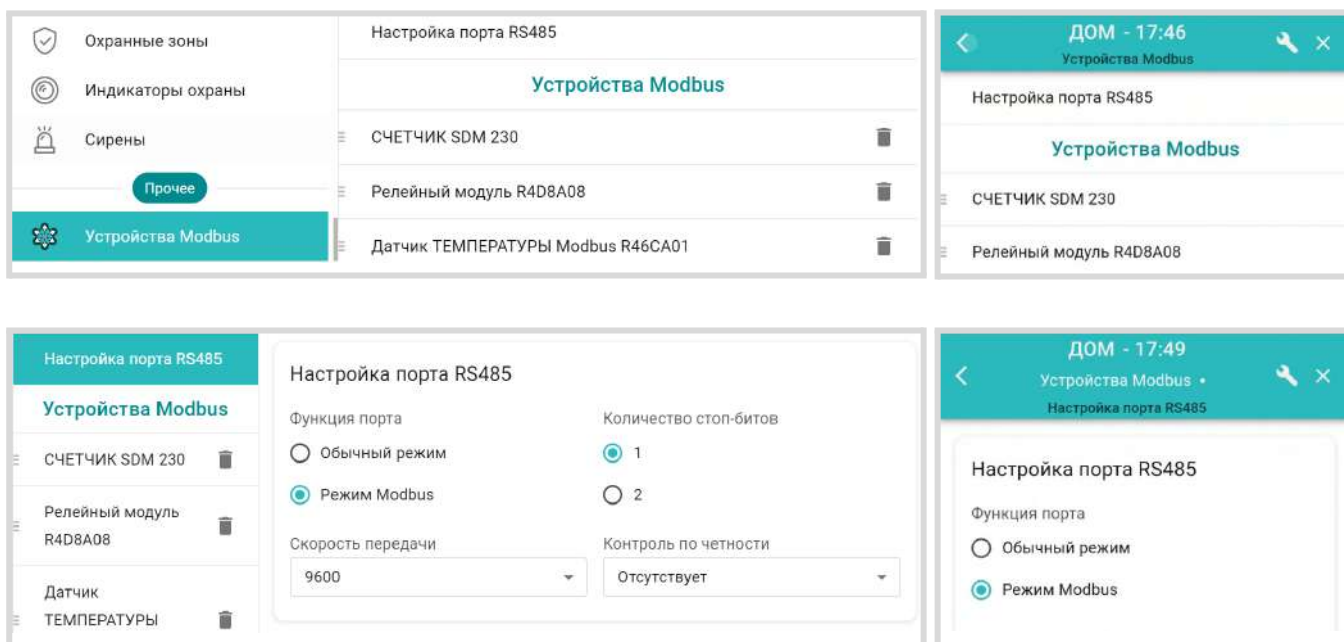 Охранные зоны
Индикаторы охраны
Сирены
Прочее
Устройства Modbus
Настройка порта RS485
Устройства Modbus
СЧЕТЧИК SDM 230
Релейный модуль R4D8A08
Датчик ТЕМПЕРАТУРЫ Modbus R46CA01
ДОМ - 17:46
Устройства Modbus
Настройка порта RS485
Устройства Modbus
СЧЕТЧИК SDM 230
Релейный модуль R4D8A08
Настройка порта RS485
Устройства Modbus
СЧЕТЧИК SDM 230
Релейный модуль
R4D8A08
Датчик
ТЕМПЕРАТУРЫ
Настройка порта RS485
Функция порта
Обычный режим
Режим Modbus
Количество стоп-битов
1
2
Скорость передачи
9600
Контроль по четности
Отсутствует
ДОМ - 17:49
Устройства Modbus •
Настройка порта RS485
Настройка порта RS485
Функция порта
Обычный режим
Режим Modbus